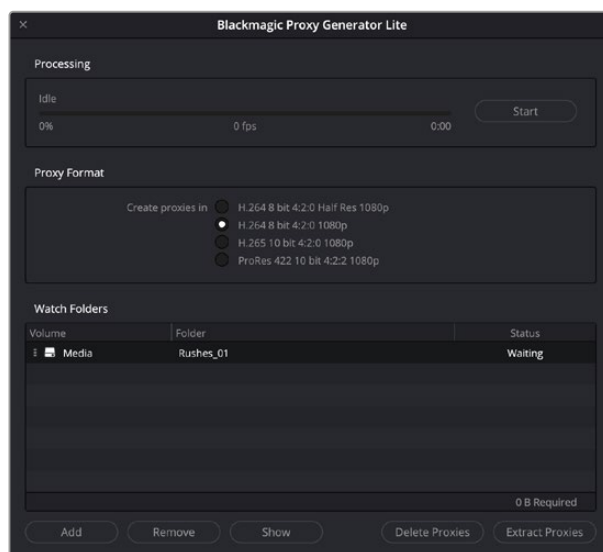 Blackmagic Proxy Generator Lite
Processing
Idle
0% 0 fps 0:00
Start
Proxy Format
Create proxies in H.264 8 bit 4:2:0 Half Res 1080p
H.264 8 bit 4:2:0 1080p
H.265 10 bit 4:2:0 1080p
ProRes 422 10 bit 4:2:2 1080p
Watch Folders
Volume Folder Status
Media Rushes_01 Waiting
0 B Required
Add Remove Show Delete Proxies Extract Proxies